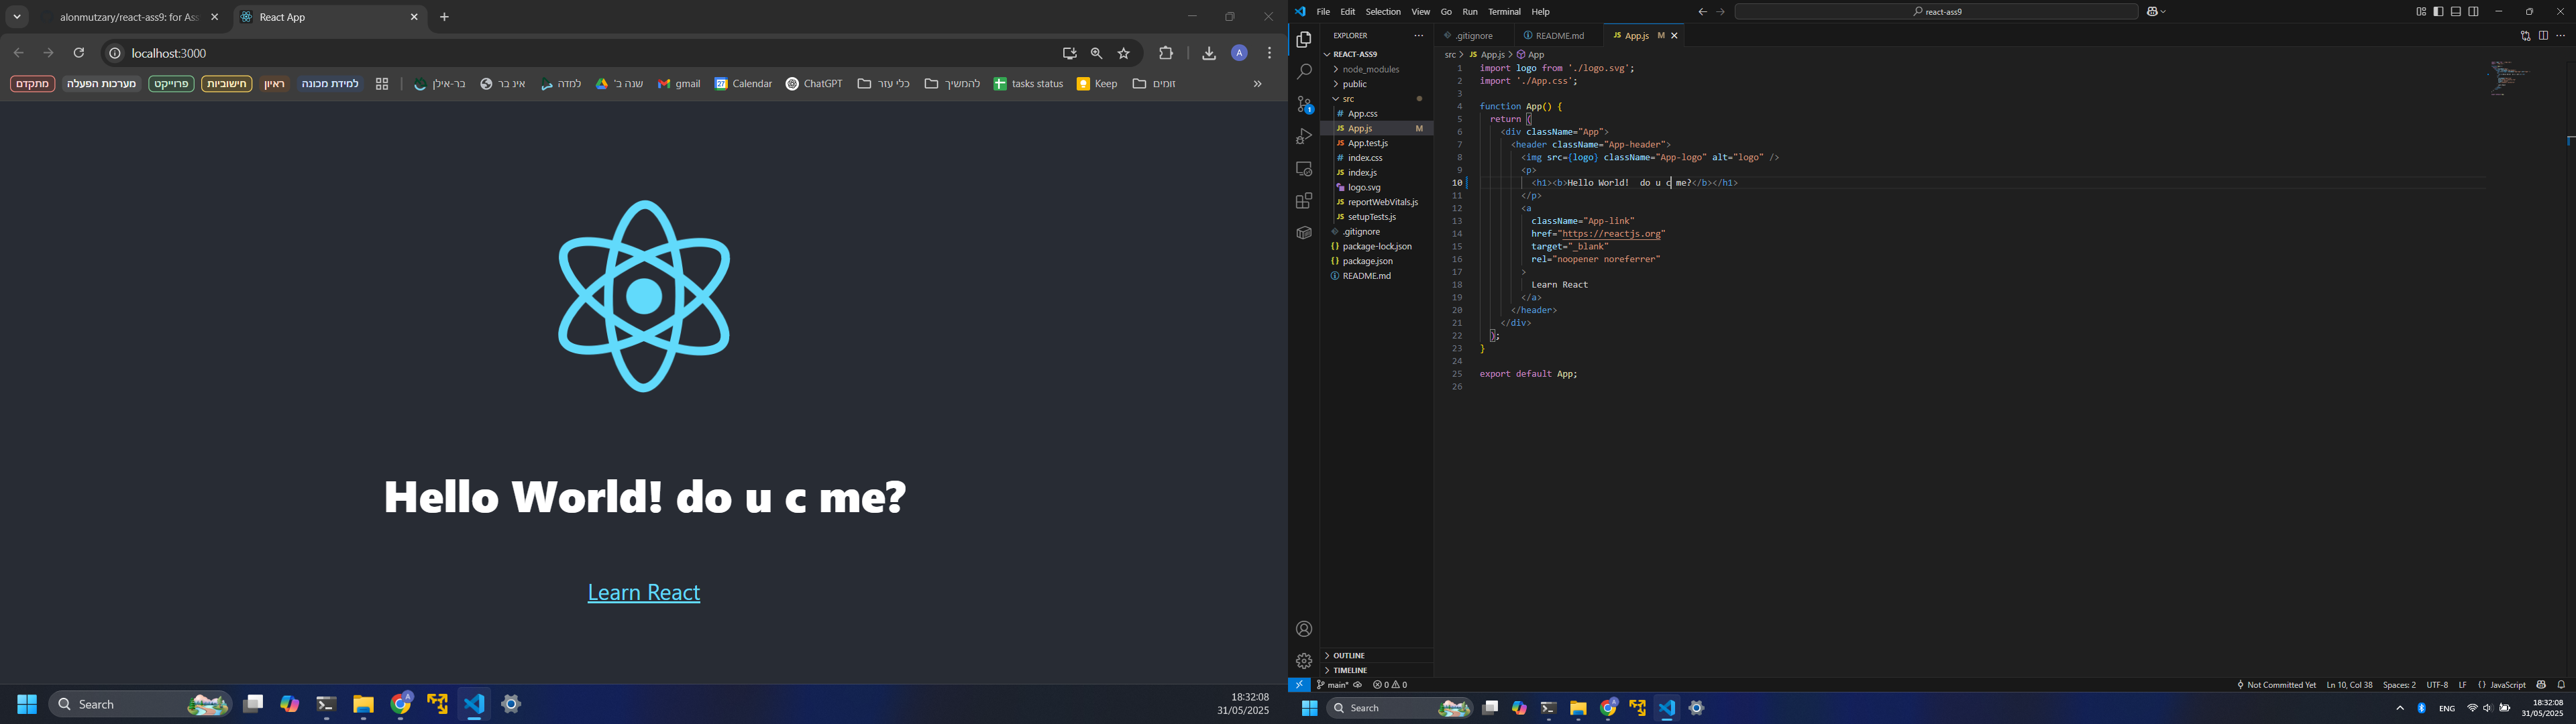 alonmutzary/react-ass9: for Ass
React App
localhost:3000
A
מתקדם
מערכות הפעלה
פרוייקט
חישוביות
ראיון
למידת מכונה
בר-אילן
אינ בר
למדה
שנה ב'
gmail
Calendar
ChatGPT
כלי עזר
להמשיך
tasks status
Keep
זומים
Hello World! do u c me?
Learn React
Search
18:32:08
31/05/2025
File Edit Selection View Go Run Terminal Help
react-ass9
EXPLORER
REACT-ASS9
node_modules
public
src
App.css
App.js M
App.test.js
index.css
index.js
logo.svg
reportWebVitals.js
setupTests.js
.gitignore
package-lock.json
package.json
README.md
OUTLINE
TIMELINE
.gitignore
README.md
App.js M
src > App.js > App
1 import logo from './logo.svg';
2 import './App.css';
3
4 function App() {
5 return (
6 <div className="App">
7 <header className="App-header">
8 <img src={logo} className="App-logo" alt="logo" />
9 <p>
10 <h1><b>Hello World!  do u c me?</b></h1>
11 </p>
12 <a
13 className="App-link"
14 href="https://reactjs.org"
15 target="_blank"
16 rel="noopener noreferrer"
17 >
18 Learn React
19 </a>
20 </header>
21 </div>
22 );
23 }
24
25 export default App;
26
main* 0 0
Not Committed Yet Ln 10, Col 38 Spaces: 2 UTF-8 LF {} JavaScript
Search
ENG
18:32:08
31/05/2025